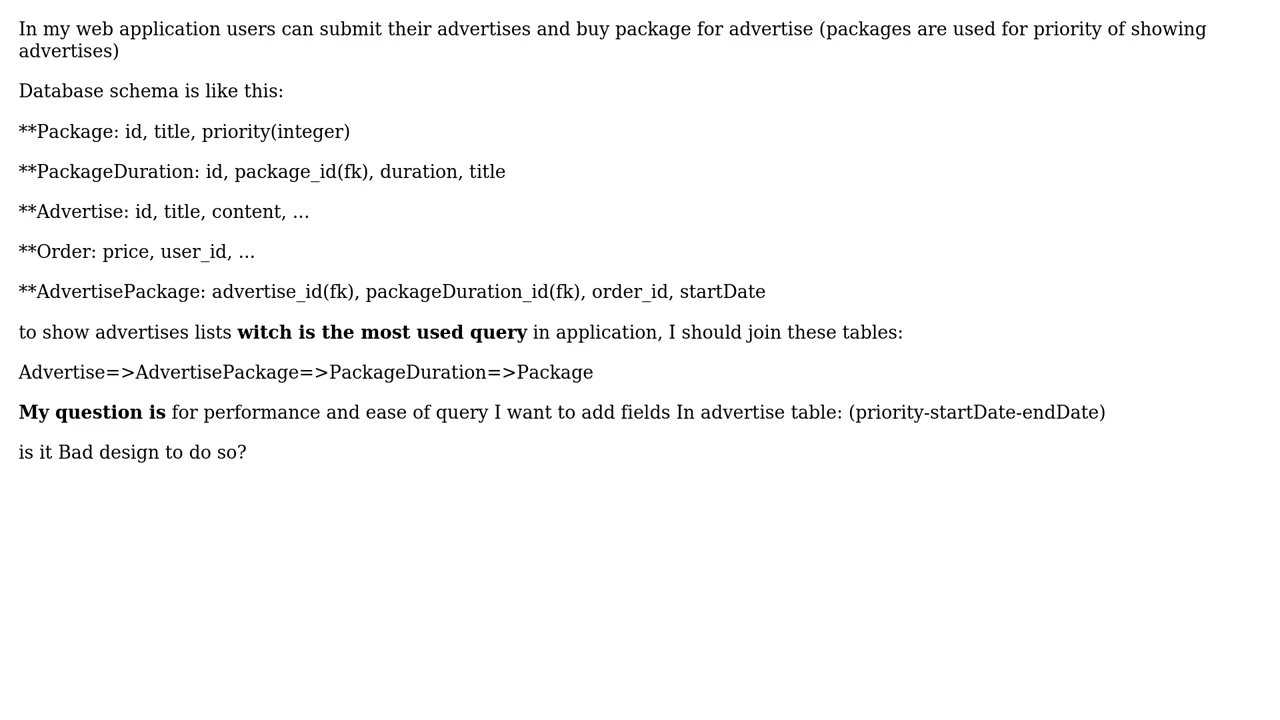 In my web application users can submit their advertises and buy package for advertise (packages are used for priority of showing
advertises)
Database schema is like this:
**Package: id, title, priority(integer)
**PackageDuration: id, package_id(fk), duration, title
**Advertise: id, title, content, ...
**Order: price, user_id, ...
**AdvertisePackage: advertise_id(fk), packageDuration_id(fk), order_id, startDate
to show advertises lists witch is the most used query in application, I should join these tables:
Advertise=>AdvertisePackage=>PackageDuration=>Package
My question is for performance and ease of query I want to add fields In advertise table: (priority-startDate-endDate)
is it Bad design to do so?